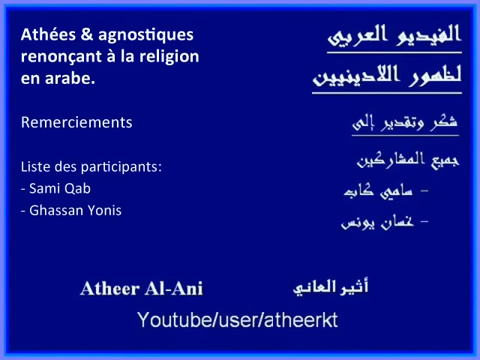 Athées & agnostiques
renonçant à la religion
en arabe.
Remerciements
Liste des participants:
- Sami Qab
- Ghassan Yonis
الفيديو العربي
لظهور اللادينيين
شكر وتقدير إلى
جميع المشاركين
- سامي كاب
- غسان يونس
Atheer Al-Ani
أثير العاني
Youtube/user/atheerkt